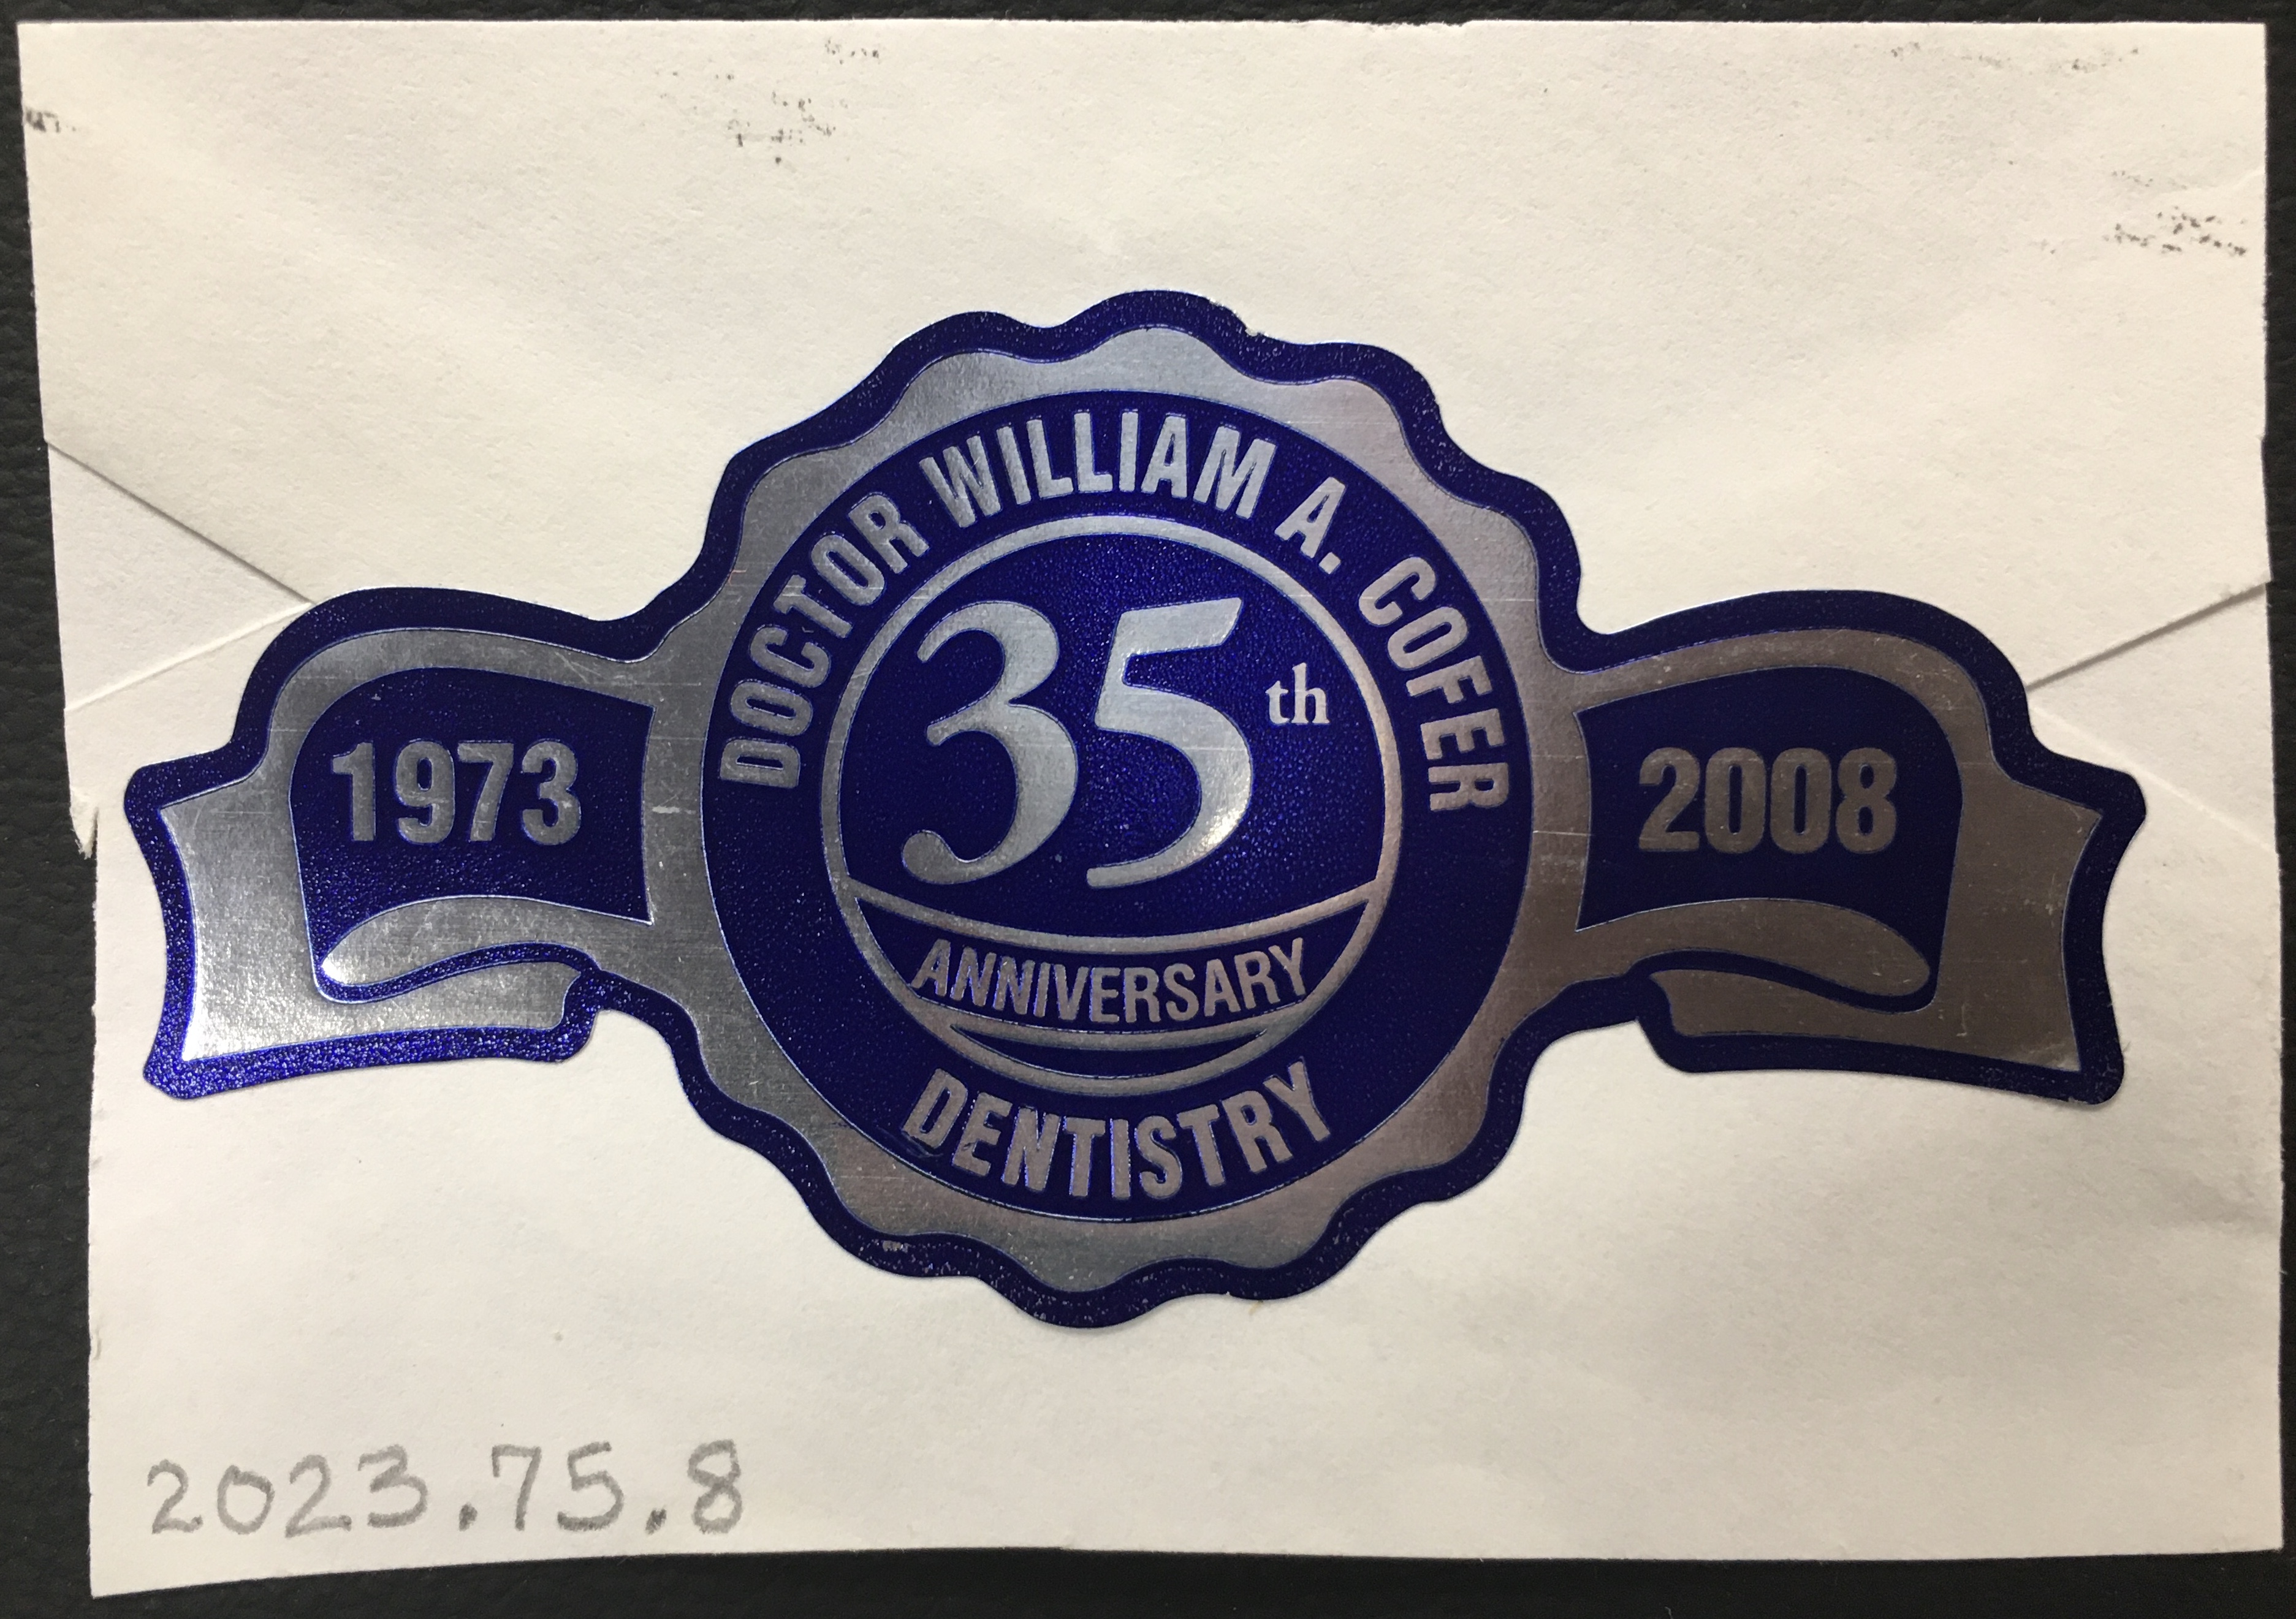 DOCTOR WILLIAM A. COFER
35th
1973
2008
ANNIVERSARY
DENTISTRY
2023.75.8